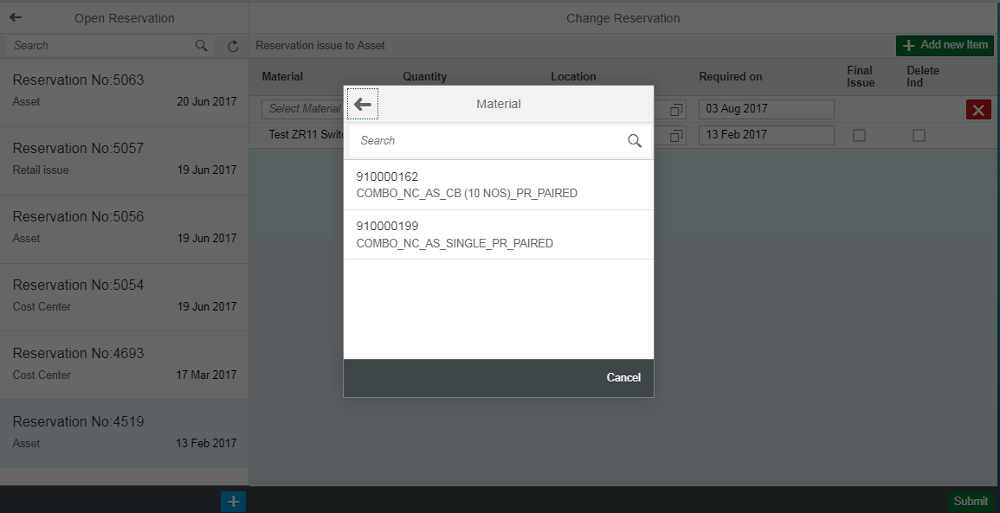 Open Reservation
Change Reservation
Search
Reservation issue to Asset
Add new Item
Reservation No:5063
Asset
20 Jun 2017
Reservation No:5057
Retail issue
19 Jun 2017
Reservation No:5056
Asset
19 Jun 2017
Reservation No:5054
Cost Center
19 Jun 2017
Reservation No:4693
Cost Center
17 Mar 2017
Reservation No:4519
Asset
13 Feb 2017
Material
Quantity
Location
Required on
Final
Issue
Delete
Ind
Select Material
03 Aug 2017
Test ZR11 Switc
13 Feb 2017
Material
Search
910000162
COMBO_NC_AS_CB (10 NOS)_PR_PAIRED
910000199
COMBO_NC_AS_SINGLE_PR_PAIRED
Cancel
Submit